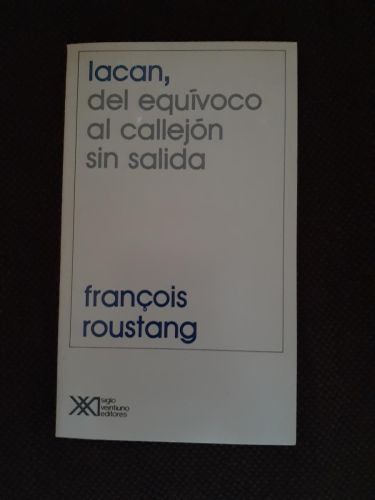 lacan,
del equívoco
al callejón
sin salida
françois
roustang
siglo
veintiuno
editores